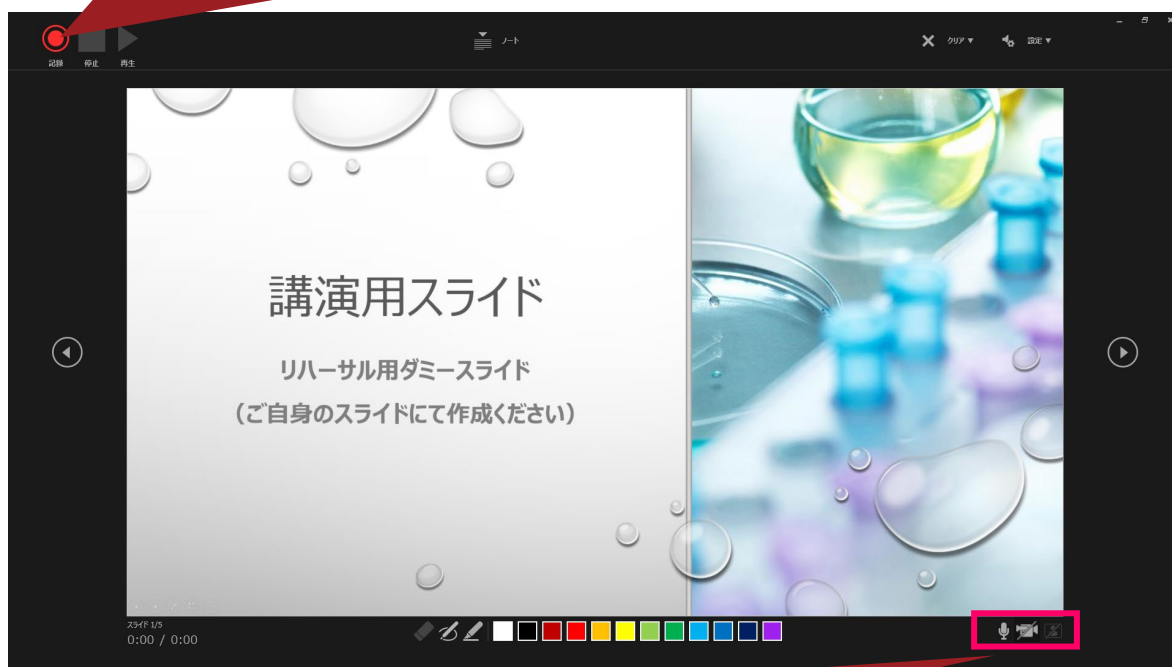 記録 停止 再生
ノート
クリア ▼ 設定 ▼
講演用スライド
リハーサル用ダミースライド
（ご自身のスライドにて作成ください）
スライド 1/5
0:00 / 0:00